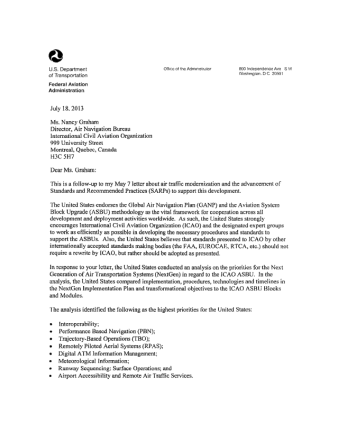 U.S. Department
of Transportation
Federal Aviation
Administration
Office of the Administrator
800 Independence Ave., S.W.
Washington, D.C. 20591
July 18, 2013
Ms. Nancy Graham
Director, Air Navigation Bureau
International Civil Aviation Organization
999 University Street
Montreal, Quebec, Canada
H3C 5H7
Dear Ms. Graham:
This is a follow-up to my May 7 letter about air traffic modernization and the advancement of
Standards and Recommended Practices (SARPs) to support this development.
The United States endorses the Global Air Navigation Plan (GANP) and the Aviation System
Block Upgrade (ASBU) methodology as the vital framework for cooperation across all
development and deployment activities worldwide. As such, the United States strongly
encourages International Civil Aviation Organization (ICAO) and the designated expert groups
to work as efficiently as possible in developing the necessary procedures and standards to
support the ASBUs. Also, the United States believes that standards presented to ICAO by other
internationally accepted standards making bodies (the FAA, EUROCAE, RTCA, etc.) should not
require a rewrite by ICAO, but rather should be adopted as presented.
In response to your letter, the United States conducted an analysis on the priorities for the Next
Generation of Air Transportation Systems (NextGen) in regard to the ICAO ASBU. In the
analysis, the United States compared implementation, procedures, technologies and timelines in
the NextGen Implementation Plan and transformational objectives to the ICAO ASBU Blocks
and Modules.
The analysis identified the following as the highest priorities for the United States:
• Interoperability;
• Performance Based Navigation (PBN);
• Trajectory-Based Operations (TBO);
• Remotely Piloted Aerial Systems (RPAS);
• Digital ATM Information Management;
• Meteorological Information;
• Runway Sequencing: Surface Operations; and
• Airport Accessibility and Remote Air Traffic Services.